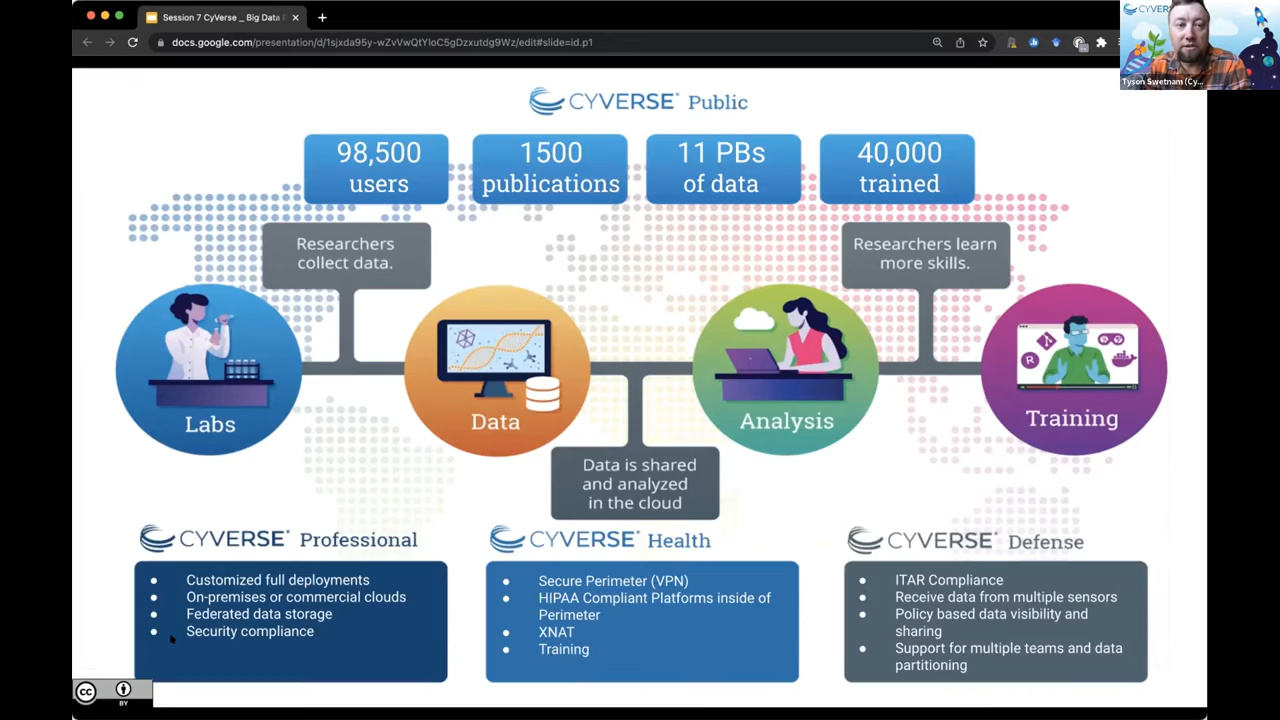 Session 7 CyVerse _ Big Data
docs.google.com/presentation/d/1sjxda95y-wZvVwQtYloC5gDzxutdg9Wz/edit#slide=id.p1
CYVERSE
Tyson Swetnam (Cy...
CYVERSE® Public
98,500
users
1500
publications
11 PBs
of data
40,000
trained
Researchers
collect data.
Researchers learn
more skills.
R
Labs
Data
Analysis
Training
Data is shared
and analyzed
in the cloud
CYVERSE® Professional
• Customized full deployments
• On-premises or commercial clouds
• Federated data storage
• Security compliance
CYVERSE® Health
• Secure Perimeter (VPN)
• HIPAA Compliant Platforms inside of
Perimeter
• XNAT
• Training
CYVERSE® Defense
• ITAR Compliance
• Receive data from multiple sensors
• Policy based data visibility and
sharing
• Support for multiple teams and data
partitioning
cc
BY